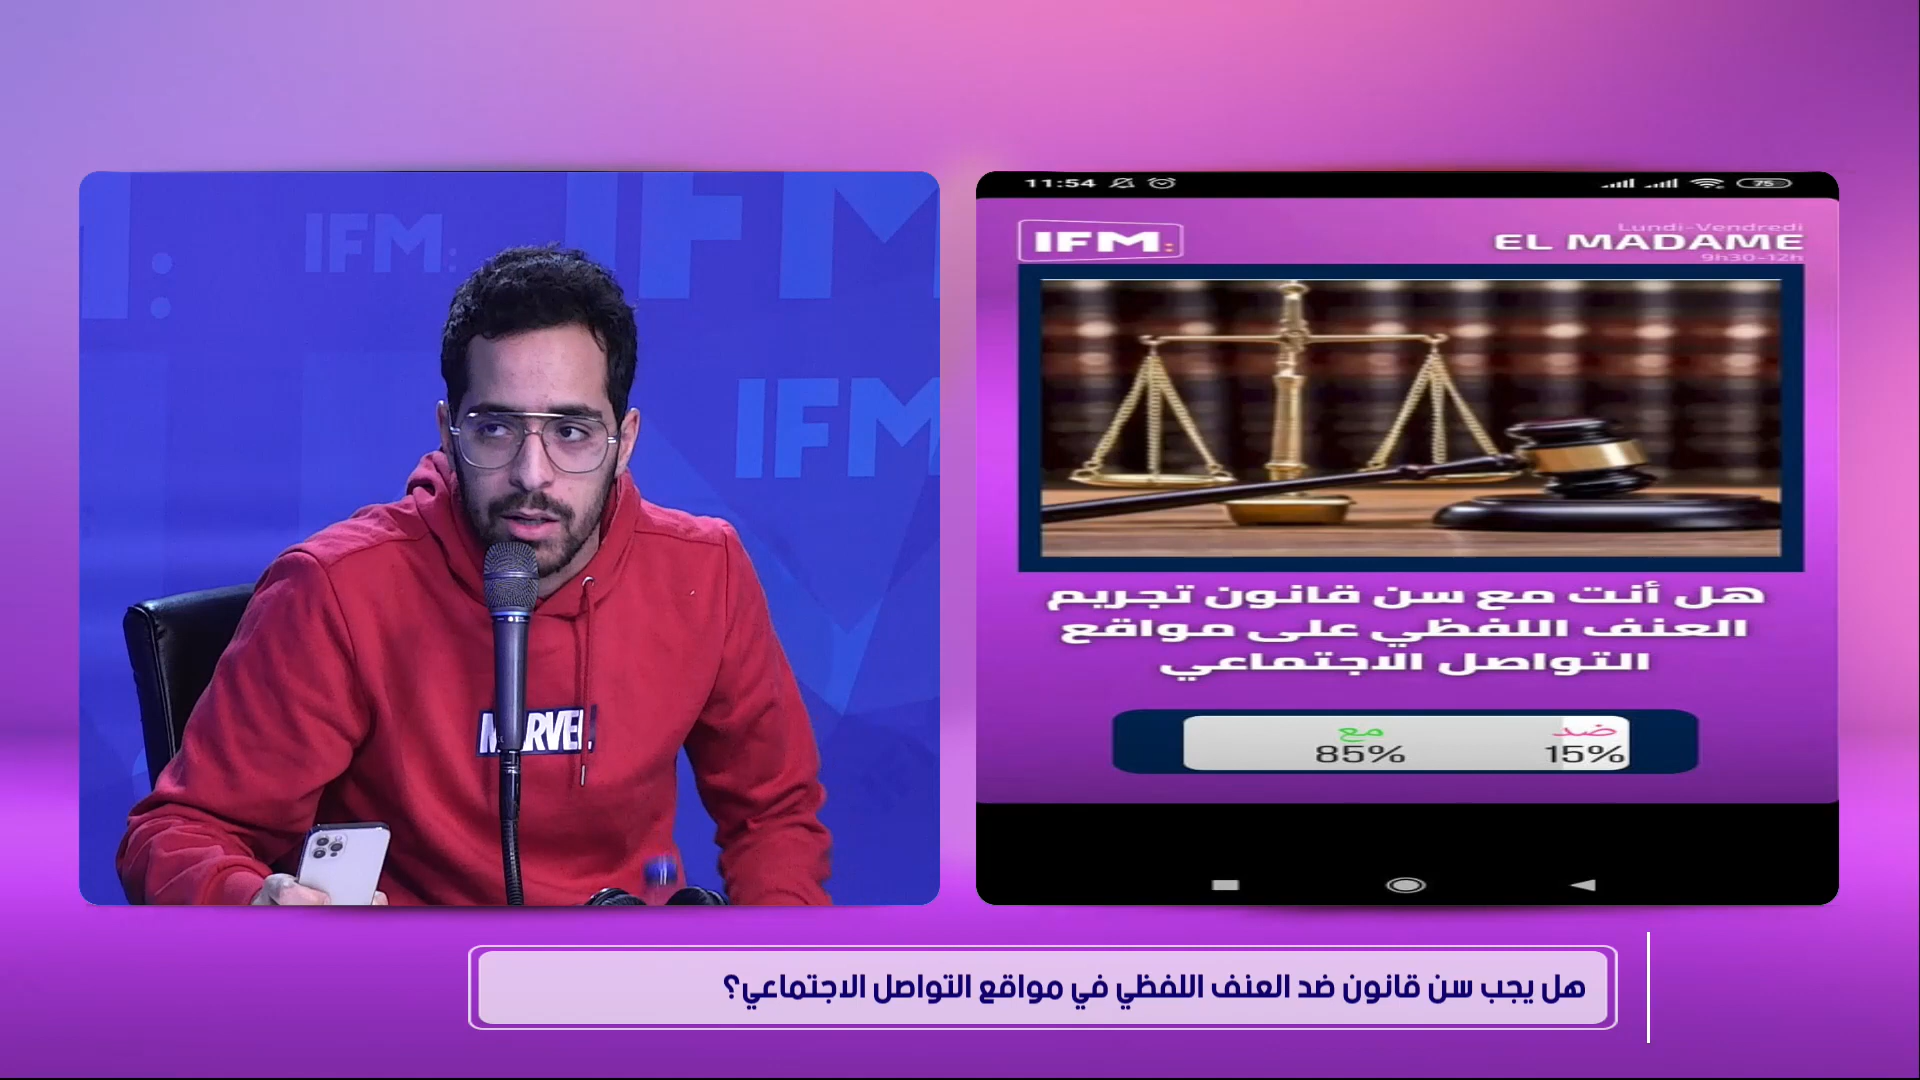 IFM:
IFM
IFM
MARVEL
11:54
75
IFM:
Lundi-Vendredi
EL MADAME
9h30-12h
هل أنت مع سن قانون تجريم
العنف اللفظي على مواقع
التواصل الاجتماعي
مع
85%
ضد
15%
هل يجب سن قانون ضد العنف اللفظي في مواقع التواصل الاجتماعي؟